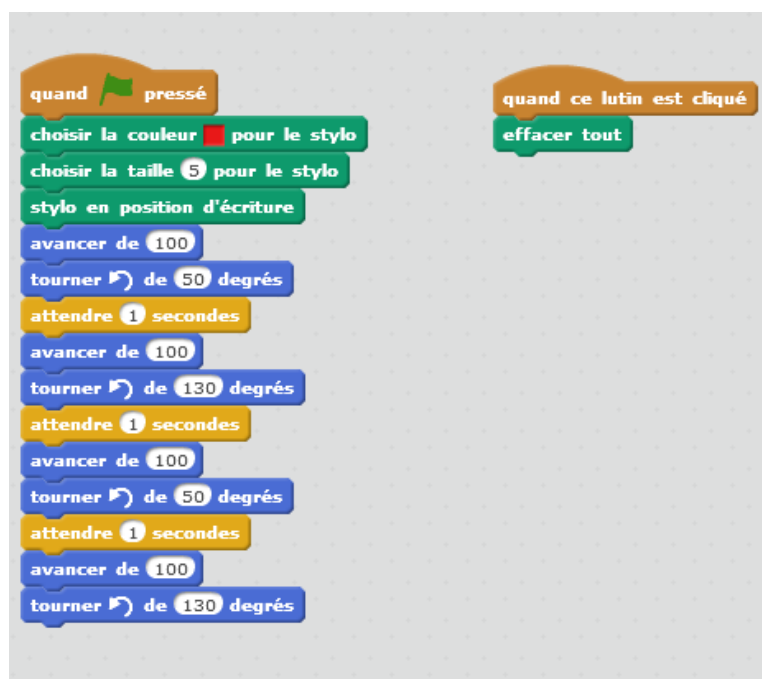 quand pressé
choisir la couleur pour le stylo
choisir la taille 5 pour le stylo
stylo en position d'écriture
avancer de 100
tourner de 50 degrés
attendre 1 secondes
avancer de 100
tourner de 130 degrés
attendre 1 secondes
avancer de 100
tourner de 50 degrés
attendre 1 secondes
avancer de 100
tourner de 130 degrés
quand ce lutin est cliqué
effacer tout